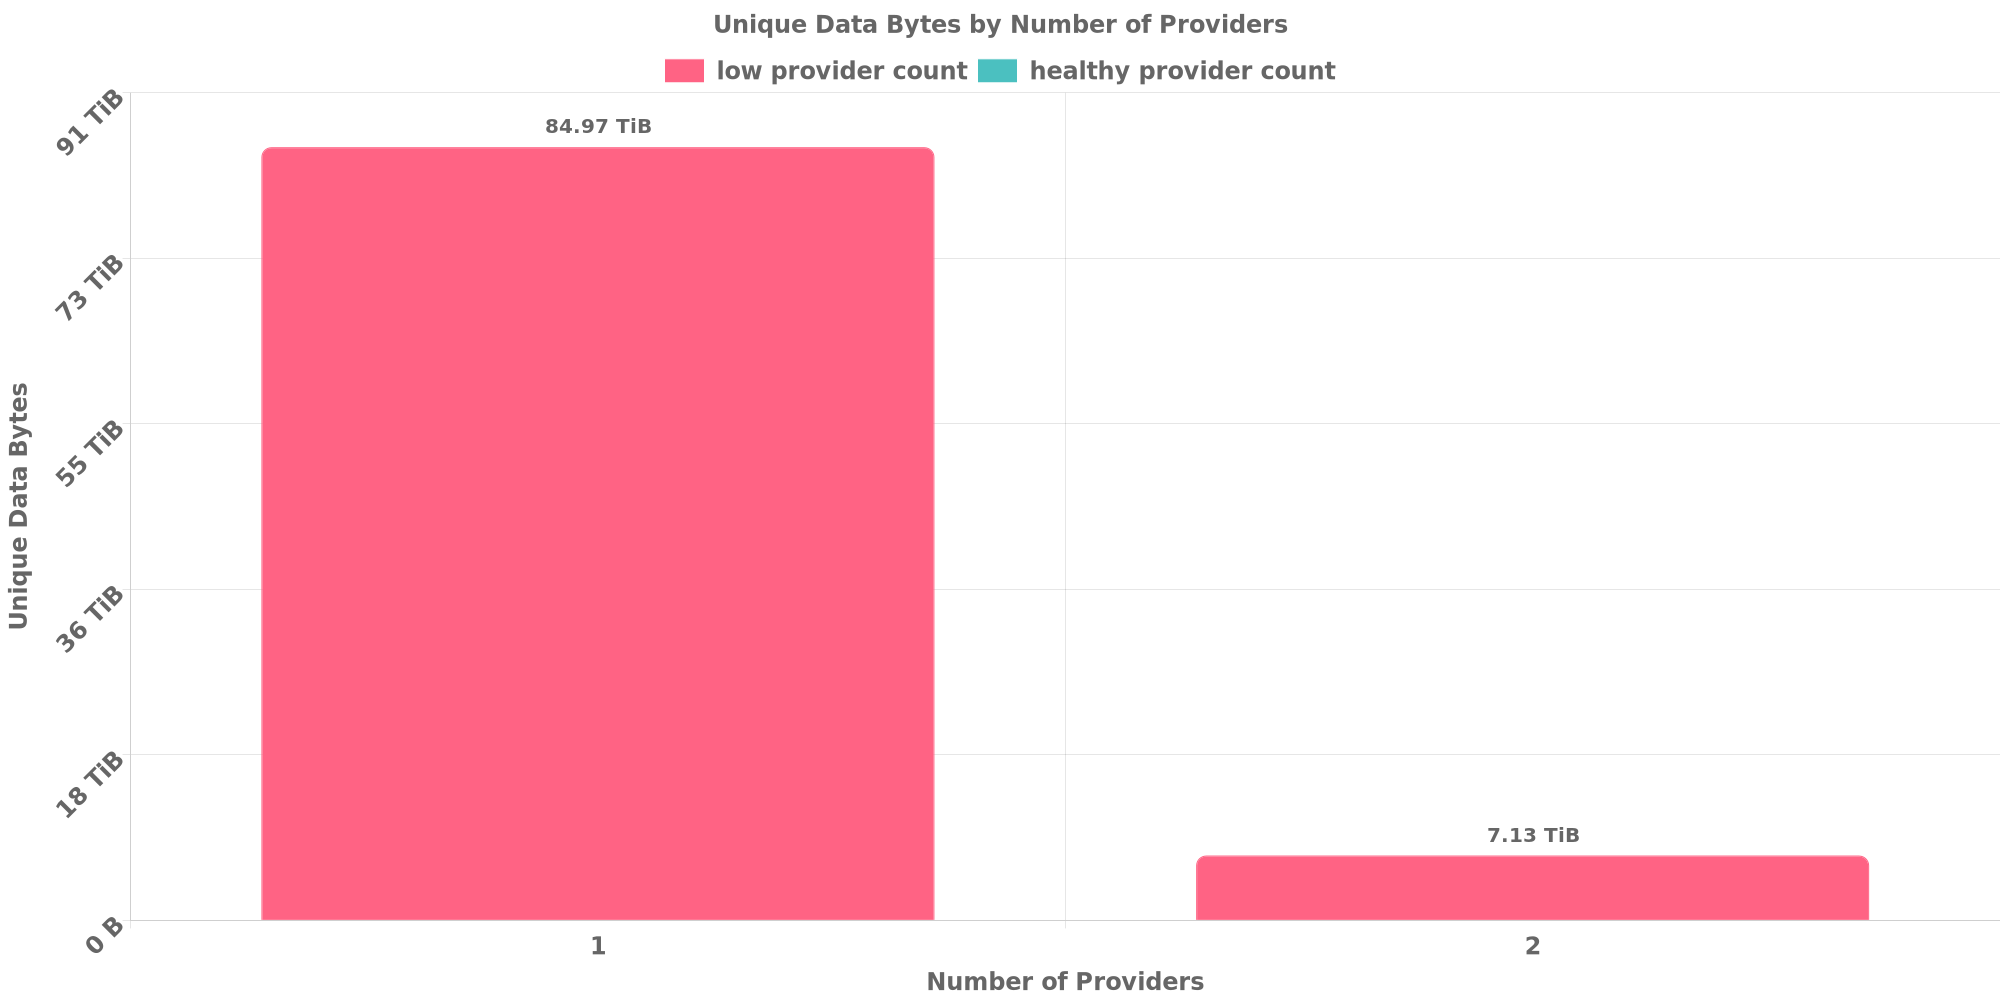 Unique Data Bytes by Number of Providers
low provider count
healthy provider count
91 TiB
73 TiB
55 TiB
36 TiB
18 TiB
0 B
Unique Data Bytes
84.97 TiB
7.13 TiB
1
2
Number of Providers